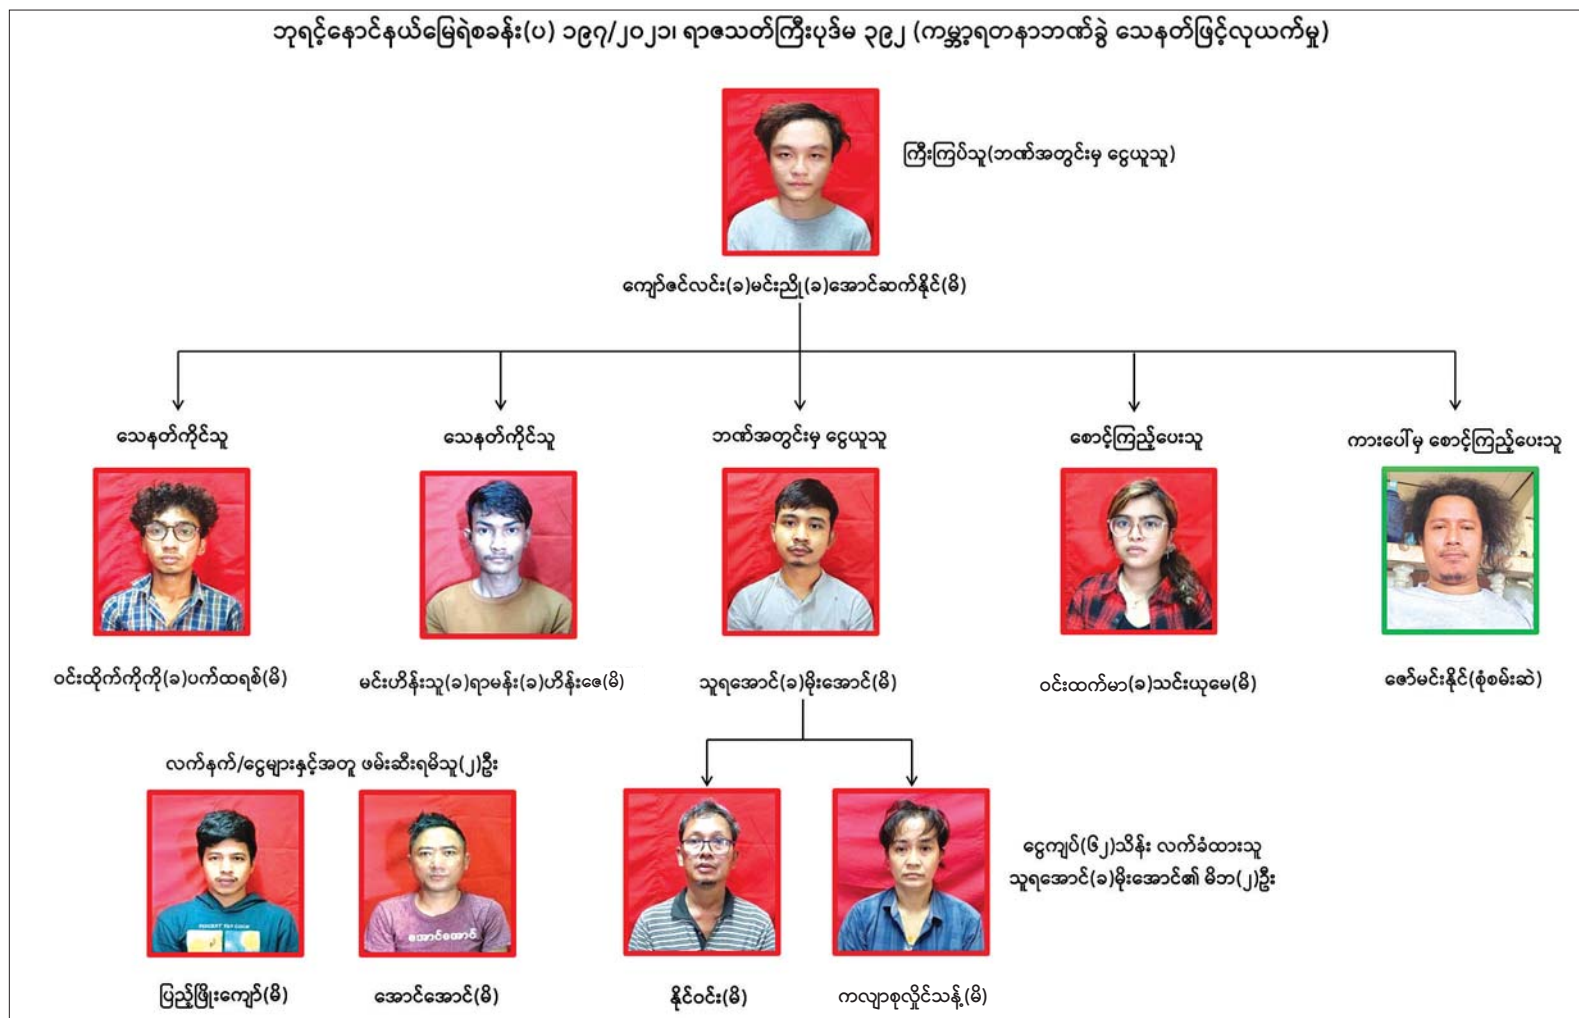 ဘုရင့်နောင်နယ်မြေရဲစခန်း(ပ) ၁၉၇/၂၀၂၁၊ ရာဇသတ်ကြီးပုဒ်မ ၃၉၂ (ကမ္ဘာ့ရတနာဘဏ်ခွဲ သေနတ်ဖြင့်လုယက်မှု)
ကြီးကြပ်သူ(ဘဏ်အတွင်းမှ ငွေယူသူ)
ကျော်ဇင်လင်း(ခ)မင်းညို(ခ)အောင်ဆက်နိုင်(မိ)
သေနတ်ကိုင်သူ
သေနတ်ကိုင်သူ
ဘဏ်အတွင်းမှ ငွေယူသူ
စောင့်ကြည့်ပေးသူ
ကားပေါ်မှ စောင့်ကြည့်ပေးသူ
ဝင်းထိုက်ကိုကို(ခ)ပက်ထရစ်(မိ)
မင်းဟိန်းသူ(ခ)ရာမန်း(ခ)ဟိန်းဇေ(မိ)
သူရအောင်(ခ)မိုးအောင်(မိ)
ဝင်းထက်မာ(ခ)သင်းယုမေ(မိ)
ဇော်မင်းနိုင်(စုံစမ်းဆဲ)
လက်နက်/ငွေများနှင့်အတူ ဖမ်းဆီးရမိသူ(၂)ဦး
အောင်အောင်
ငွေကျပ်(၆၂)သိန်း လက်ခံထားသူ
သူရအောင်(ခ)မိုးအောင်၏ မိဘ(၂)ဦး
ပြည့်ဖြိုးကျော်(မိ)
အောင်အောင်(မိ)
နိုင်ဝင်း(မိ)
ကလျာစုလှိုင်သန့်(မိ)